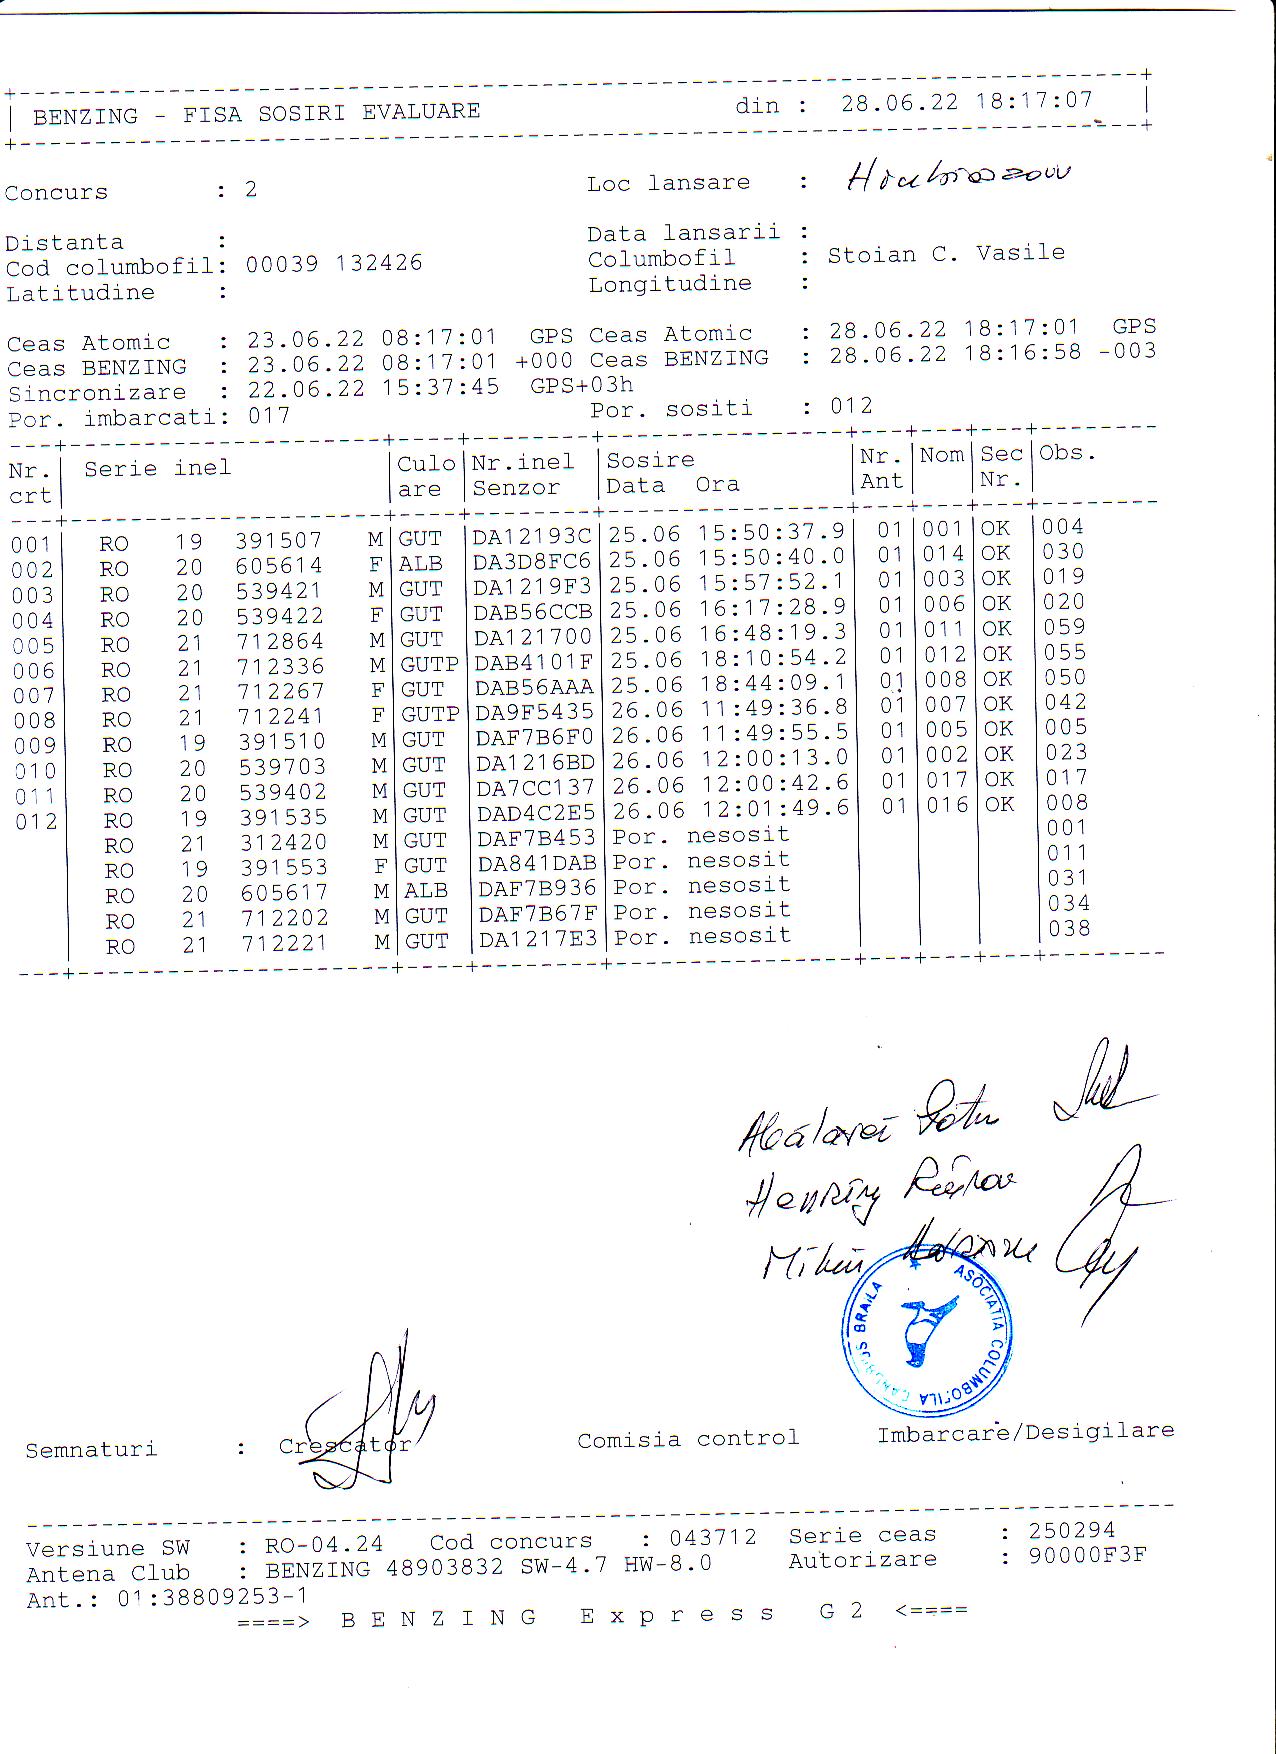 BENZING - FISA SOSIRI EVALUARE din : 28.06.22 18:17:07
Concurs : 2 Loc lansare :
Distanta : Data lansarii :
Cod columbofil: 00039 132426 Columbofil : Stoian C. Vasile
Latitudine : Longitudine :
Ceas Atomic : 23.06.22 08:17:01 GPS Ceas Atomic : 28.06.22 18:17:01 GPS
Ceas BENZING : 23.06.22 08:17:01 +000 Ceas BENZING : 28.06.22 18:16:58 -003
Sincronizare : 22.06.22 15:37:45 GPS+03h
Por. imbarcati: 017 Por. sositi : 012
Nr. Serie inel Culo Nr.inel Sosire Nr. Nom Sec Obs.
crt are Senzor Data Ora Ant Nr.
001 RO 19 391507 M GUT DA12193C 25.06 15:50:37.9 01 001 OK 004
002 RO 20 605614 F ALB DA3D8FC6 25.06 15:50:40.0 01 014 OK 030
003 RO 20 539421 M GUT DA1219F3 25.06 15:57:52.1 01 003 OK 019
004 RO 20 539422 F GUT DAB56CCB 25.06 16:17:28.9 01 006 OK 020
005 RO 21 712864 M GUT DA121700 25.06 16:48:19.3 01 011 OK 059
006 RO 21 712336 M GUTP DAB4101F 25.06 18:10:54.2 01 012 OK 055
007 RO 21 712267 F GUT DAB56AAA 25.06 18:44:09.1 01 008 OK 050
008 RO 21 712241 F GUTP DA9F5435 26.06 11:49:36.8 01 007 OK 042
009 RO 19 391510 M GUT DAF7B6F0 26.06 11:49:55.5 01 005 OK 005
010 RO 20 539703 M GUT DA1216BD 26.06 12:00:13.0 01 002 OK 023
011 RO 20 539402 M GUT DA7CC137 26.06 12:00:42.6 01 017 OK 017
012 RO 19 391535 M GUT DAD4C2E5 26.06 12:01:49.6 01 016 OK 008
RO 21 312420 M GUT DAF7B453 Por. nesosit 001
RO 19 391553 F GUT DA841DAB Por. nesosit 011
RO 20 605617 M ALB DAF7B936 Por. nesosit 031
RO 21 712202 M GUT DAF7B67F Por. nesosit 034
RO 21 712221 M GUT DA1217E3 Por. nesosit 038
ASOCIATIA COLUMBOFILA BRAILA
Semnaturi : Crescator Comisia control Imbarcare/Desigilare
Versiune SW : RO-04.24 Cod concurs : 043712 Serie ceas : 250294
Antena Club : BENZING 48903832 SW-4.7 HW-8.0 Autorizare : 90000F3F
Ant.: 01:38809253-1
====> B E N Z I N G E x p r e s s G 2 <====